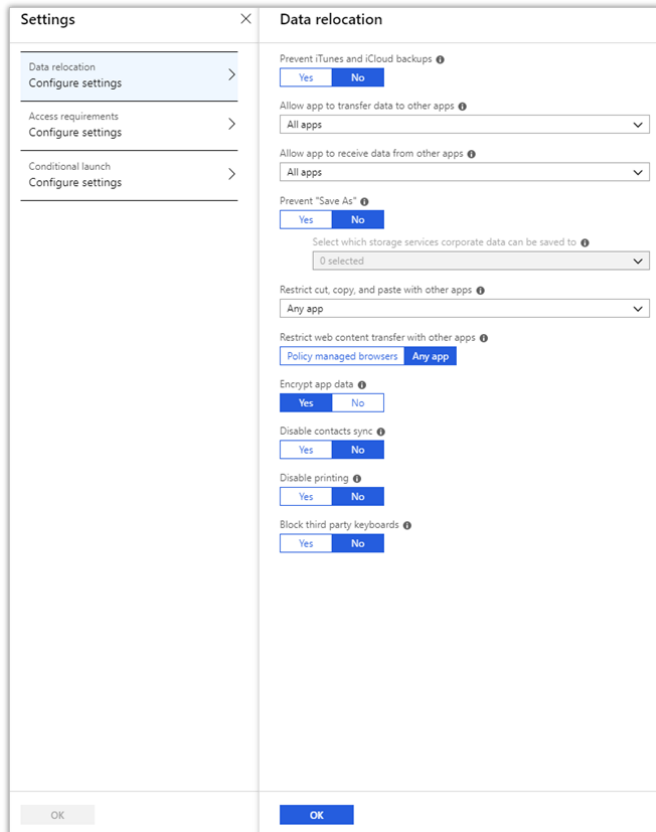 Settings
Data relocation
Configure settings
Access requirements
Configure settings
Conditional launch
Configure settings
OK
Data relocation
Prevent iTunes and iCloud backups
Yes No
Allow app to transfer data to other apps
All apps
Allow app to receive data from other apps
All apps
Prevent "Save As"
Yes No
Select which storage services corporate data can be saved to
0 selected
Restrict cut, copy, and paste with other apps
Any app
Restrict web content transfer with other apps
Policy managed browsers Any app
Encrypt app data
Yes No
Disable contacts sync
Yes No
Disable printing
Yes No
Block third party keyboards
Yes No
OK